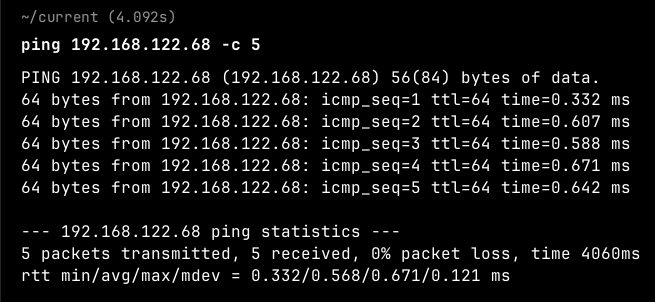 ~/current (4.092s)
ping 192.168.122.68 -c 5
PING 192.168.122.68 (192.168.122.68) 56(84) bytes of data.
64 bytes from 192.168.122.68: icmp_seq=1 ttl=64 time=0.332 ms
64 bytes from 192.168.122.68: icmp_seq=2 ttl=64 time=0.607 ms
64 bytes from 192.168.122.68: icmp_seq=3 ttl=64 time=0.588 ms
64 bytes from 192.168.122.68: icmp_seq=4 ttl=64 time=0.671 ms
64 bytes from 192.168.122.68: icmp_seq=5 ttl=64 time=0.642 ms
--- 192.168.122.68 ping statistics ---
5 packets transmitted, 5 received, 0% packet loss, time 4060ms
rtt min/avg/max/mdev = 0.332/0.568/0.671/0.121 ms